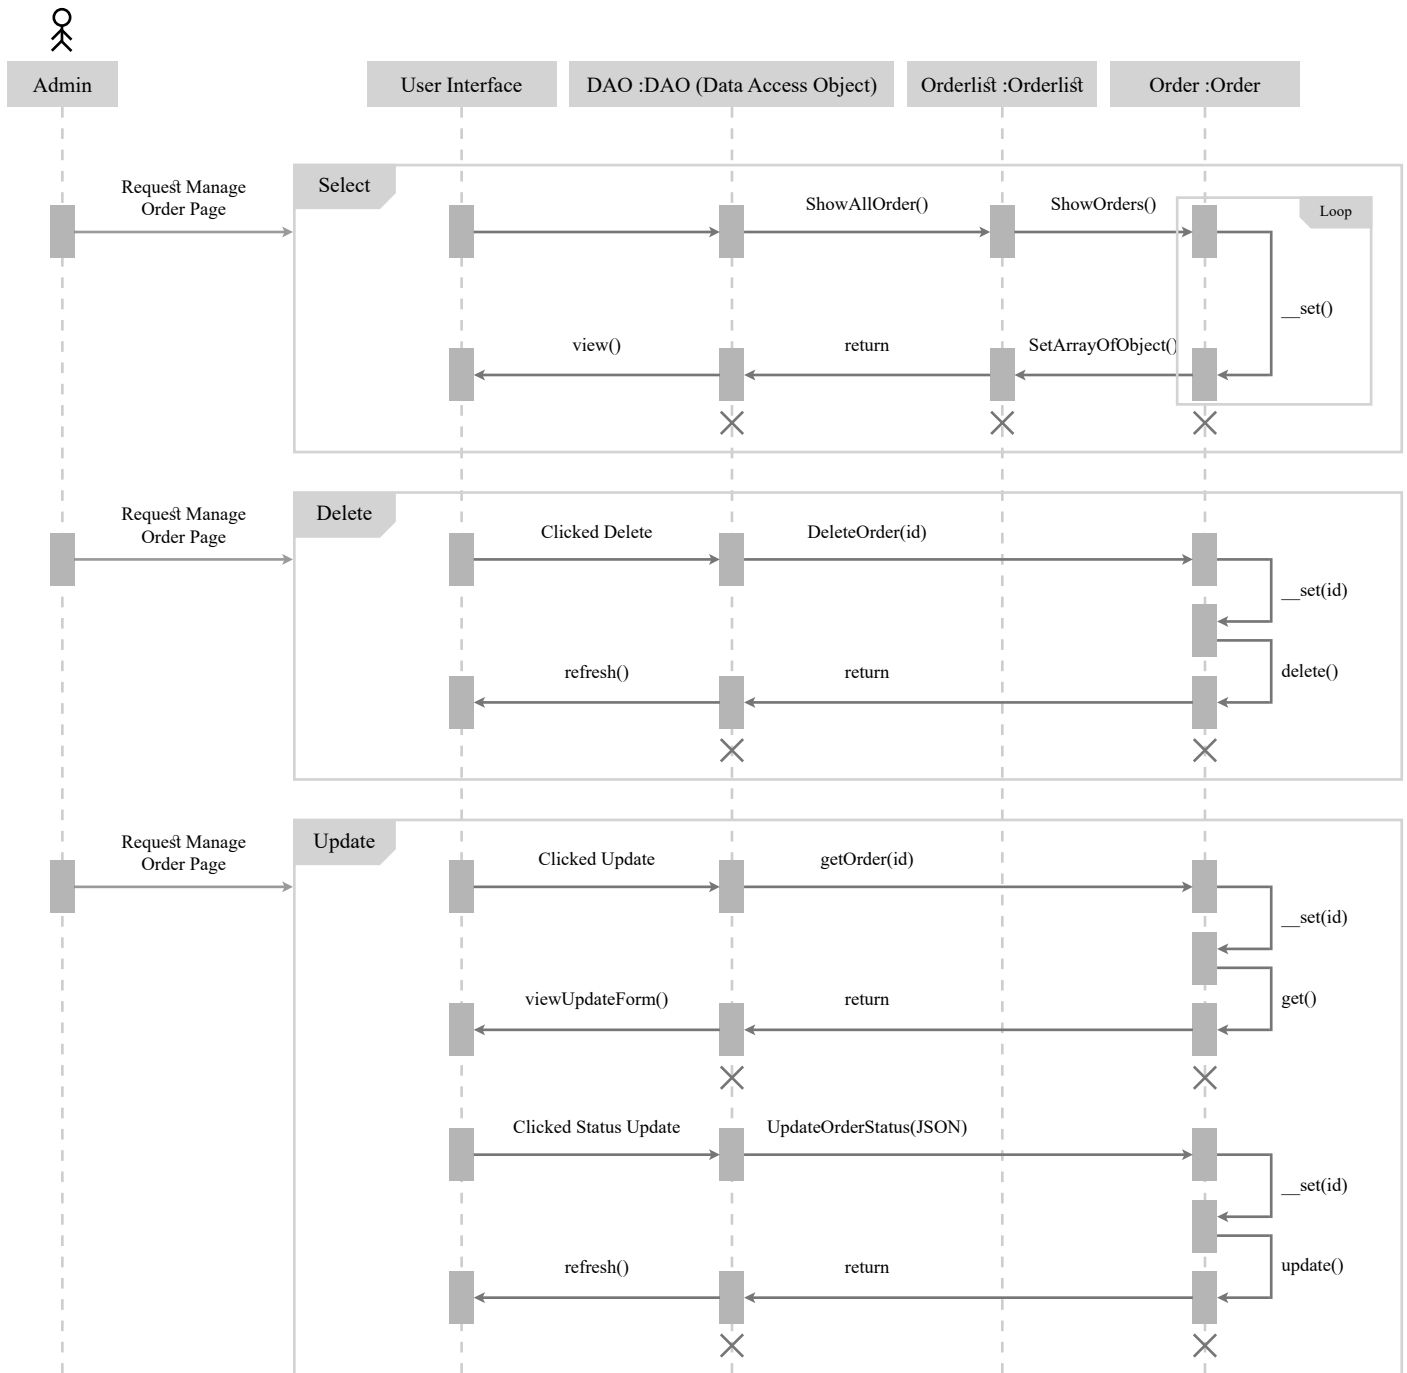 Admin
User Interface
DAO :DAO (Data Access Object)
Orderlist :Orderlist
Order :Order
Request Manage
Order Page
Select
ShowAllOrder()
ShowOrders()
Loop
__set()
view()
return
SetArrayOfObject()
Request Manage
Order Page
Delete
Clicked Delete
DeleteOrder(id)
__set(id)
refresh()
return
delete()
Request Manage
Order Page
Update
Clicked Update
getOrder(id)
__set(id)
viewUpdateForm()
return
get()
Clicked Status Update
UpdateOrderStatus(JSON)
__set(id)
refresh()
return
update()